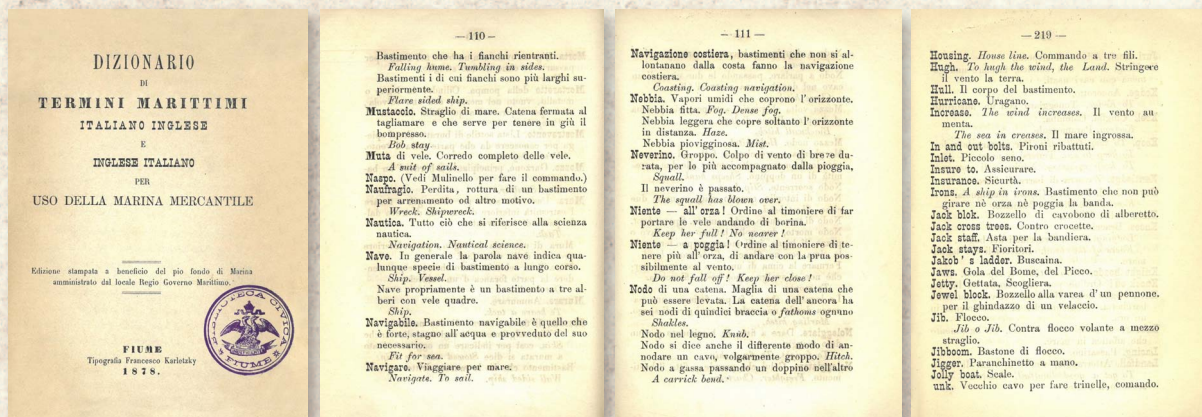 DIZIONARIO
DI
TERMINI MARITTIMI
ITALIANO INGLESE
E
INGLESE ITALIANO
PER
USO DELLA MARINA MERCANTILE
Edizione stampata a beneficio del pio fondo di Marina
amministrato dal locale Regio Governo Marittimo.
FIUME
Tipografia Francesco Karletzky
1878.
BIBLIOTECA CIVICA
FIUME
—110—
Bastimento che ha i fianchi rientranti.
Falling hume. Tumbling in sides.
Bastimenti i di cui fianchi sono più larghi su-
periormente.
Flare sided ship.
Mustaccio. Straglio di mare. Catena fermata al
tagliamare e che serve per tenere in giù il
bompresso.
Bob stay
Muta di vele. Corredo completo delle vele.
A suit of sails.
Naspo. (Vedi Mulinello per fare il commando.)
Naufragio. Perdita, rottura di un bastimento
per arrenamento od altro motivo.
Wreck. Shipwreck.
Nautica. Tutto ciò che si riferisce alla scienza
nautica.
Navigation. Nautical science.
Nave. In generale la parola nave indica qua-
lunque specie di bastimento a lungo corso.
Ship. Vessel.
Nave propriamente è un bastimento a tre al-
beri con vele quadre.
Ship.
Navigabile. Bastimento navigabile è quello che
è forte, stagno all'acqua e provveduto del suo
necessario.
Fit for sea.
Navigare. Viaggiare per mare.
Navigate. To sail.
— 111 —
Navigazione costiera, bastimenti che non si al-
lontanano dalla costa fanno la navigazione
costiera.
Coasting. Coasting navigation.
Nebbia. Vapori umidi che coprono l'orizzonte.
Nebbia fitta. Fog. Dense fog.
Nebbia leggera che copre soltanto l'orizzonte
in distanza. Haze.
Nebbia piovigginosa. Mist.
Neverino. Groppo. Colpo di vento di breve du-
rata, per lo più accompagnato dalla pioggia,
Squall.
Il neverino è passato.
The squall has blown over.
Niente — all'orza! Ordine al timoniere di far
portare le vele andando di borina.
Keep her full! No nearer!
Niente — a poggia! Ordine al timoniere di te-
nere più all'orza, di andare con la prua pos-
sibilmente al vento.
Do not fall off! Keep her close!
Nodo di una catena. Maglia di una catena che
può essere levata. La catena dell'ancora ha
sei nodi di quindici braccia o fathoms ognuno
Shakles.
Nodo nel legno. Knub.
Nodo si dice anche il differente modo di an-
nodare un cavo, volgarmente groppo. Hitch.
Nodo a gassa passando un doppino nell'altro
A carrick bend.
—219—
Housing. House line. Commando a tre fili.
Hugh. To hugh the wind, the Land. Stringere
il vento la terra.
Hull. Il corpo del bastimento.
Hurricane. Uragano.
Increase. The wind increases. Il vento au-
menta.
The sea in creases. Il mare ingrossa.
In and out bolts. Pironi ribattuti.
Inlet. Piccolo seno.
Insure to. Assicurare.
Insurance. Sicurtà.
Irons, A ship in irons. Bastimento che non può
girare nè orza nè poggia la banda.
Jack blok. Bozzello di cavobono di alberetto.
Jack cross trees. Contro crocette.
Jack staff. Asta per la bandiera.
Jack stays. Fioritori.
Jakob's ladder. Buscaina.
Jaws. Gola del Bome, del Picco.
Jetty. Gettata, Scogliera.
Jewel block. Bozzello alla varea d'un pennone.
per il ghindazzo di un velaccio.
Jib. Flocco.
Jib o Jib. Contra flocco volante a mezzo
straglio.
Jibboom. Bastone di flocco.
Jigger. Paranchinetto a mano.
Jolly boat. Scale.
unk. Vecchio cavo per fare trinelle, comando.